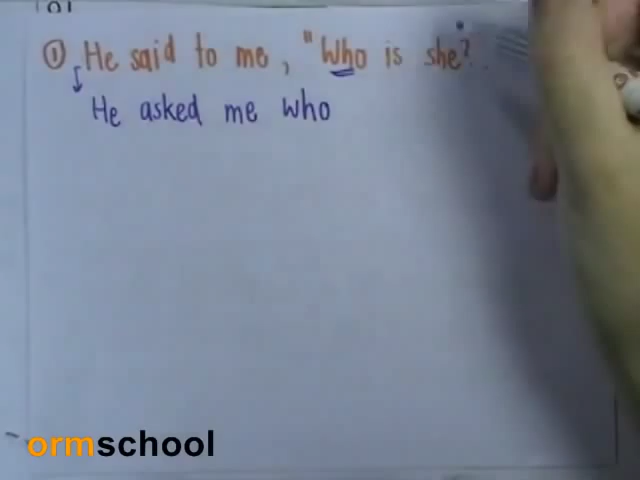 ① He said to me, "Who is she?
He asked me who
ormschool